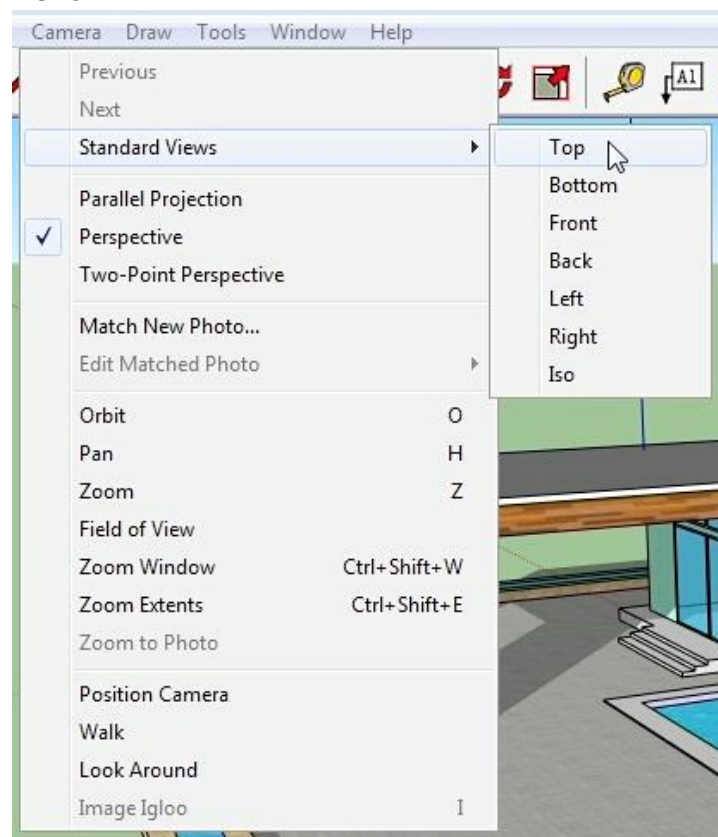 Camera Draw Tools Window Help
Previous
Next
Standard Views
Parallel Projection
Perspective
Two-Point Perspective
Match New Photo...
Edit Matched Photo
Orbit O
Pan H
Zoom Z
Field of View
Zoom Window Ctrl+Shift+W
Zoom Extents Ctrl+Shift+E
Zoom to Photo
Position Camera
Walk
Look Around
Image Igloo I
A1
Top
Bottom
Front
Back
Left
Right
Iso